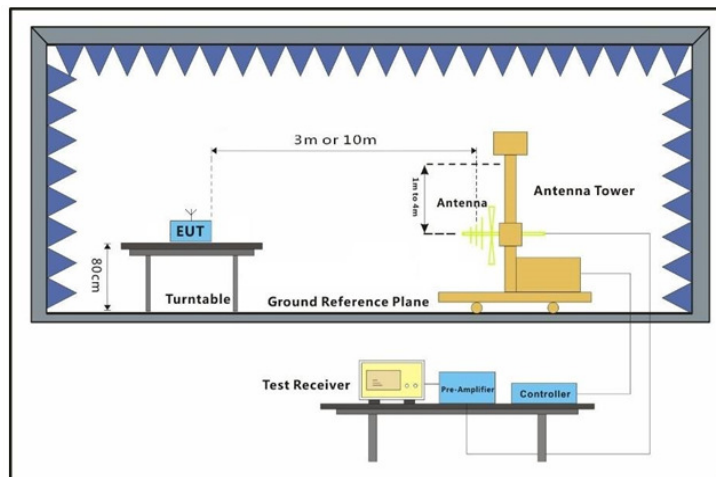 3m or 10m
1m to 4m
Antenna Tower
Antenna
EUT
80cm
Turntable
Ground Reference Plane
Test Receiver
Pre-Amplifier
Controller